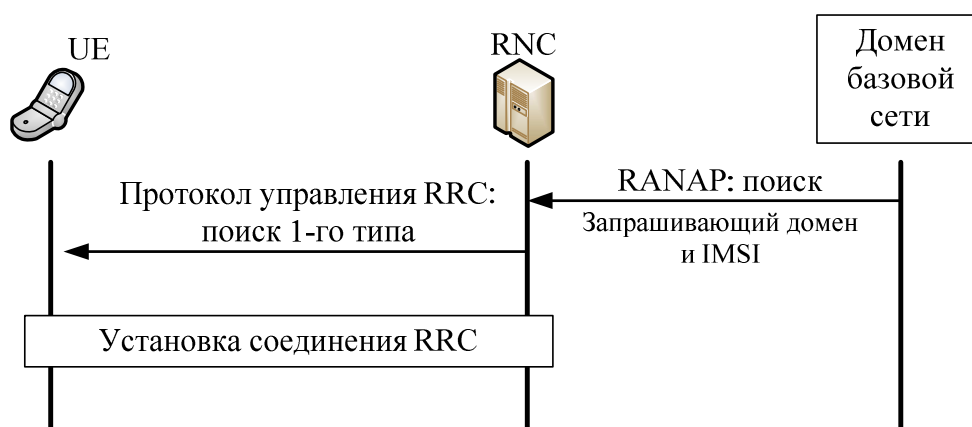 UE
RNC
Домен
базовой
сети
RANAP: поиск
Запрашивающий домен
и IMSI
Протокол управления RRC:
поиск 1-го типа
Установка соединения RRC